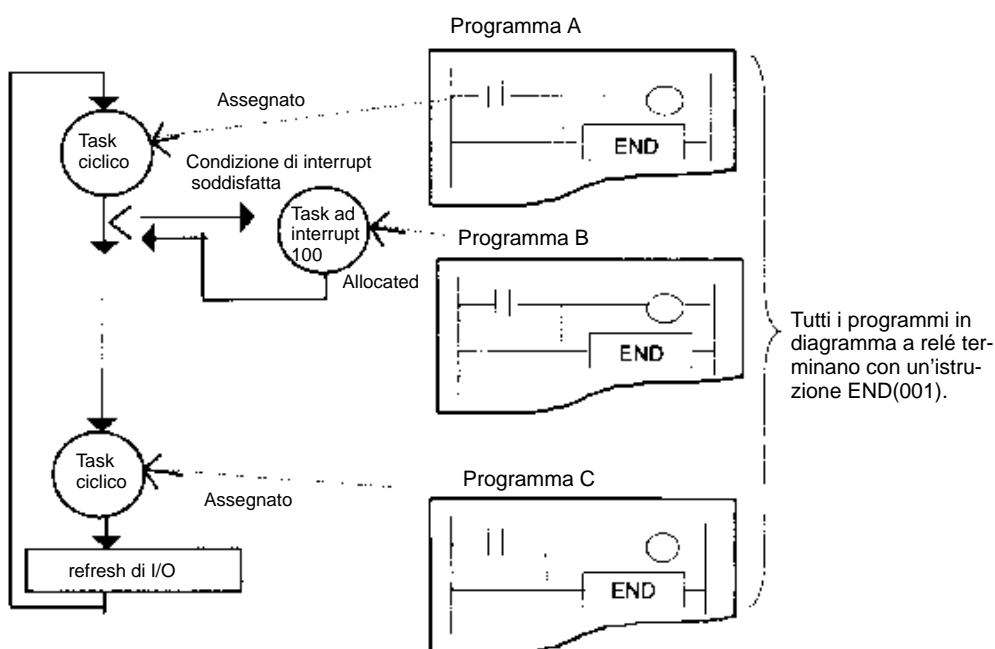 Programma A
Assegnato
Task
ciclico
END
Condizione di interrupt
soddisfatta
Task ad
interrupt
100
Allocated
Programma B
END
Tutti i programmi in
diagramma a relé ter-
minano con un'istru-
zione END(001).
Task
ciclico
Assegnato
Programma C
refresh di I/O
END